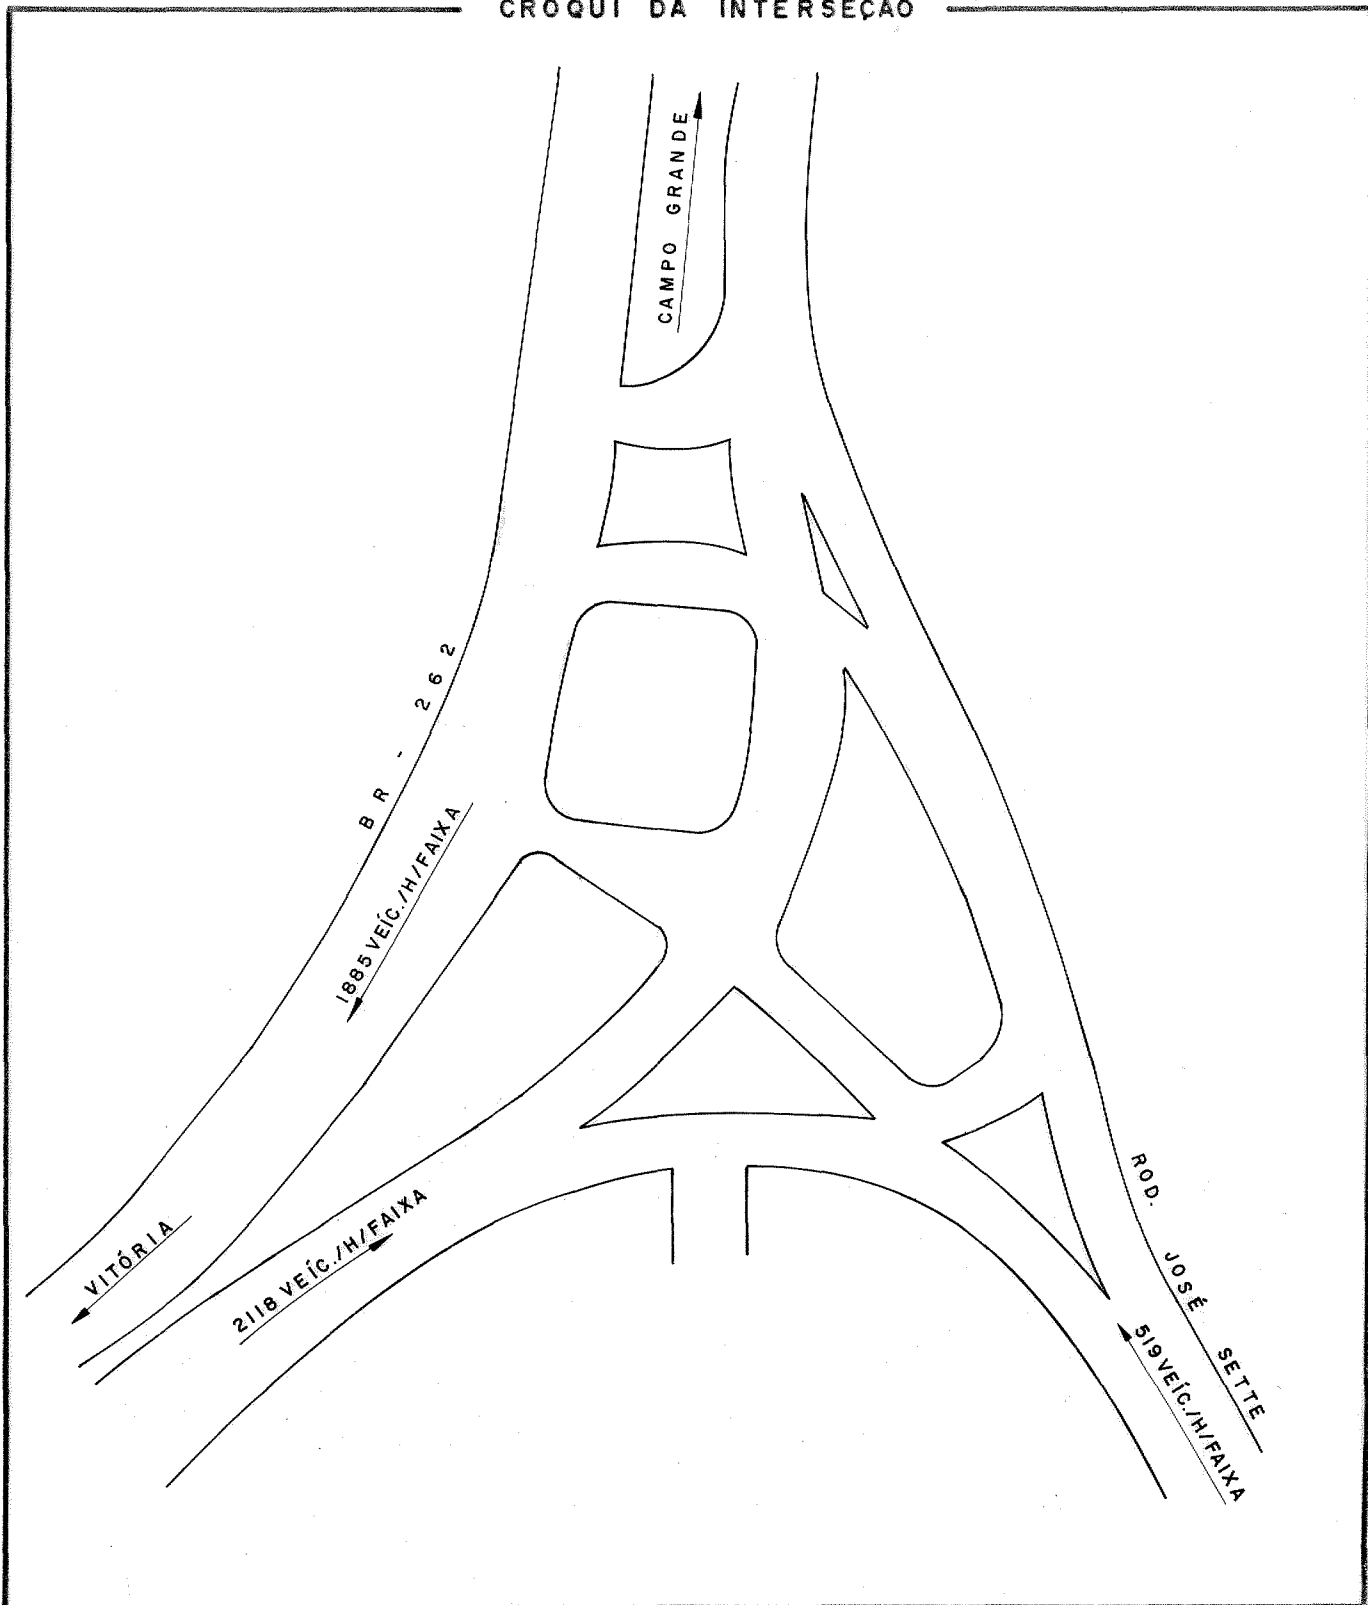 CROQUI DA INTERSEÇÃO
CAMPO GRANDE
BR - 262
1885 VEÍC./H/FAIXA
VITÓRIA
2118 VEÍC./H/FAIXA
ROD. JOSÉ SETTE
519 VEÍC./H/FAIXA